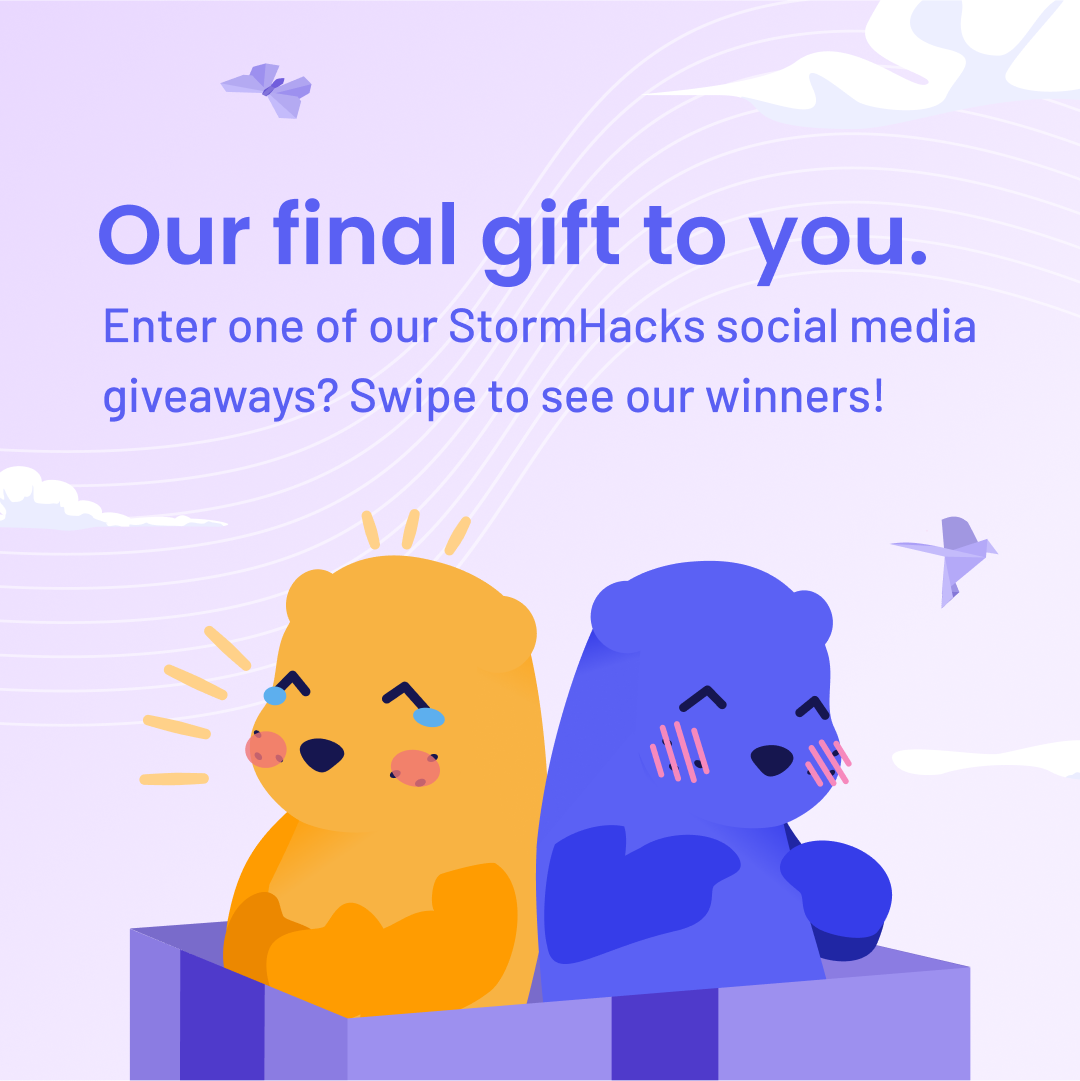 Our final gift to you.
Enter one of our StormHacks social media
giveaways? Swipe to see our winners!